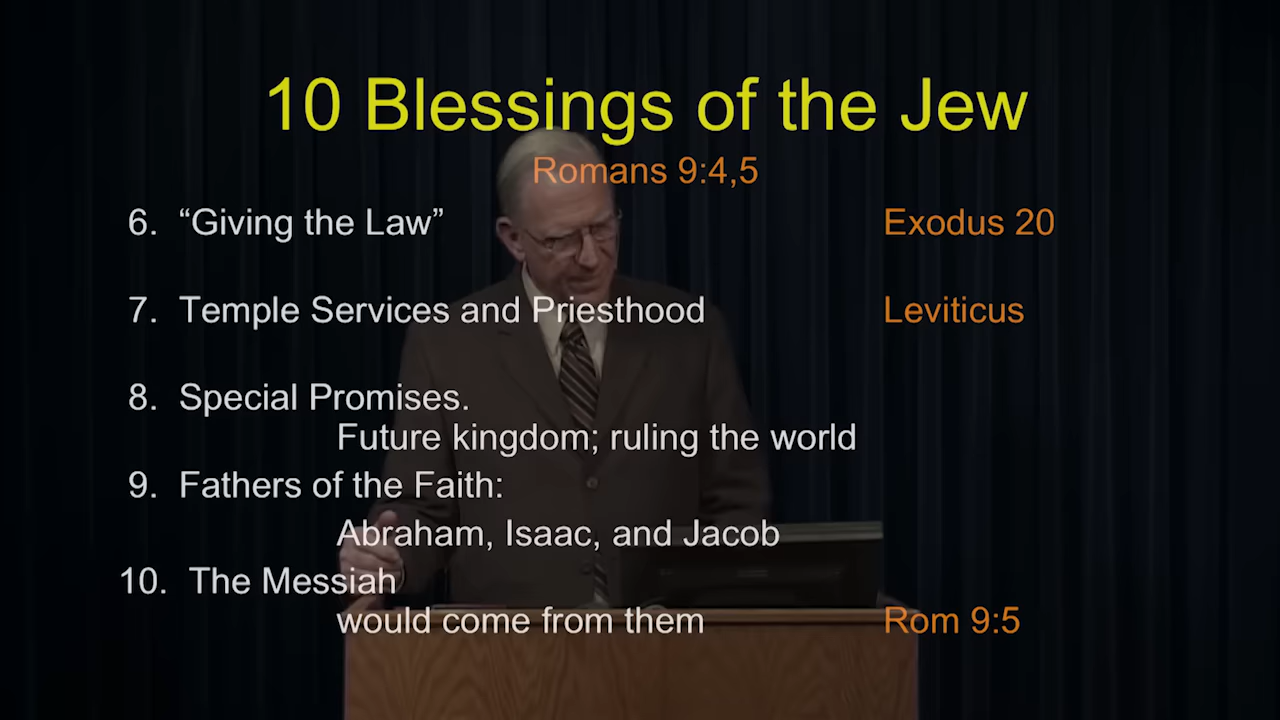 10 Blessings of the Jew
Romans 9:4,5
6. “Giving the Law” Exodus 20
7. Temple Services and Priesthood Leviticus
8. Special Promises.
Future kingdom; ruling the world
9. Fathers of the Faith:
Abraham, Isaac, and Jacob
10. The Messiah
would come from them Rom 9:5